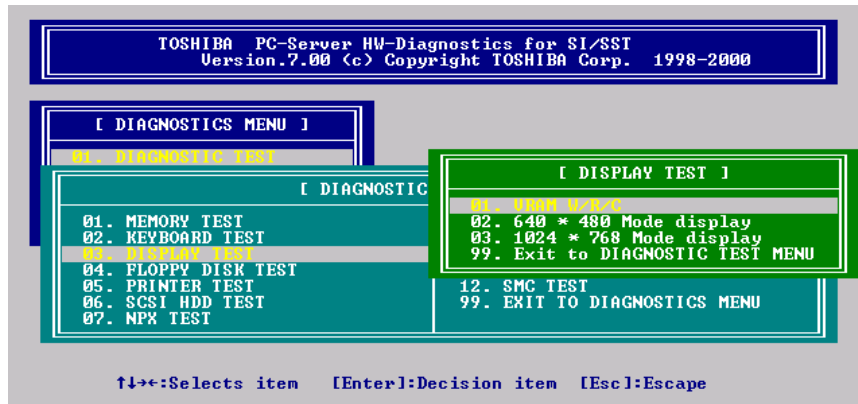 TOSHIBA PC-Server HW-Diagnostics for SI/SST
Version.7.00 (c) Copyright TOSHIBA Corp. 1998-2000
[ DIAGNOSTICS MENU ]
01. DIAGNOSTIC TEST
[ DIAGNOSTIC
01. MEMORY TEST
02. KEYBOARD TEST
03. DISPLAY TEST
04. FLOPPY DISK TEST
05. PRINTER TEST
06. SCSI HDD TEST
07. NPX TEST
[ DISPLAY TEST ]
01. VRAM W/R/C
02. 640 * 480 Mode display
03. 1024 * 768 Mode display
99. Exit to DIAGNOSTIC TEST MENU
12. SMC TEST
99. EXIT TO DIAGNOSTICS MENU
↑↓→←:Selects item [Enter]:Decision item [Esc]:Escape